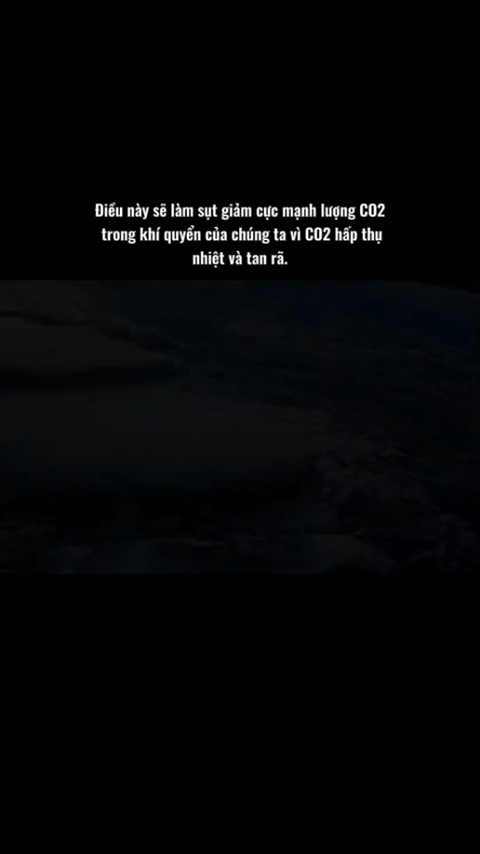 Điều này sẽ làm sụt giảm cực mạnh lượng CO2
trong khí quyển của chúng ta vì CO2 hấp thụ
nhiệt và tan rã.